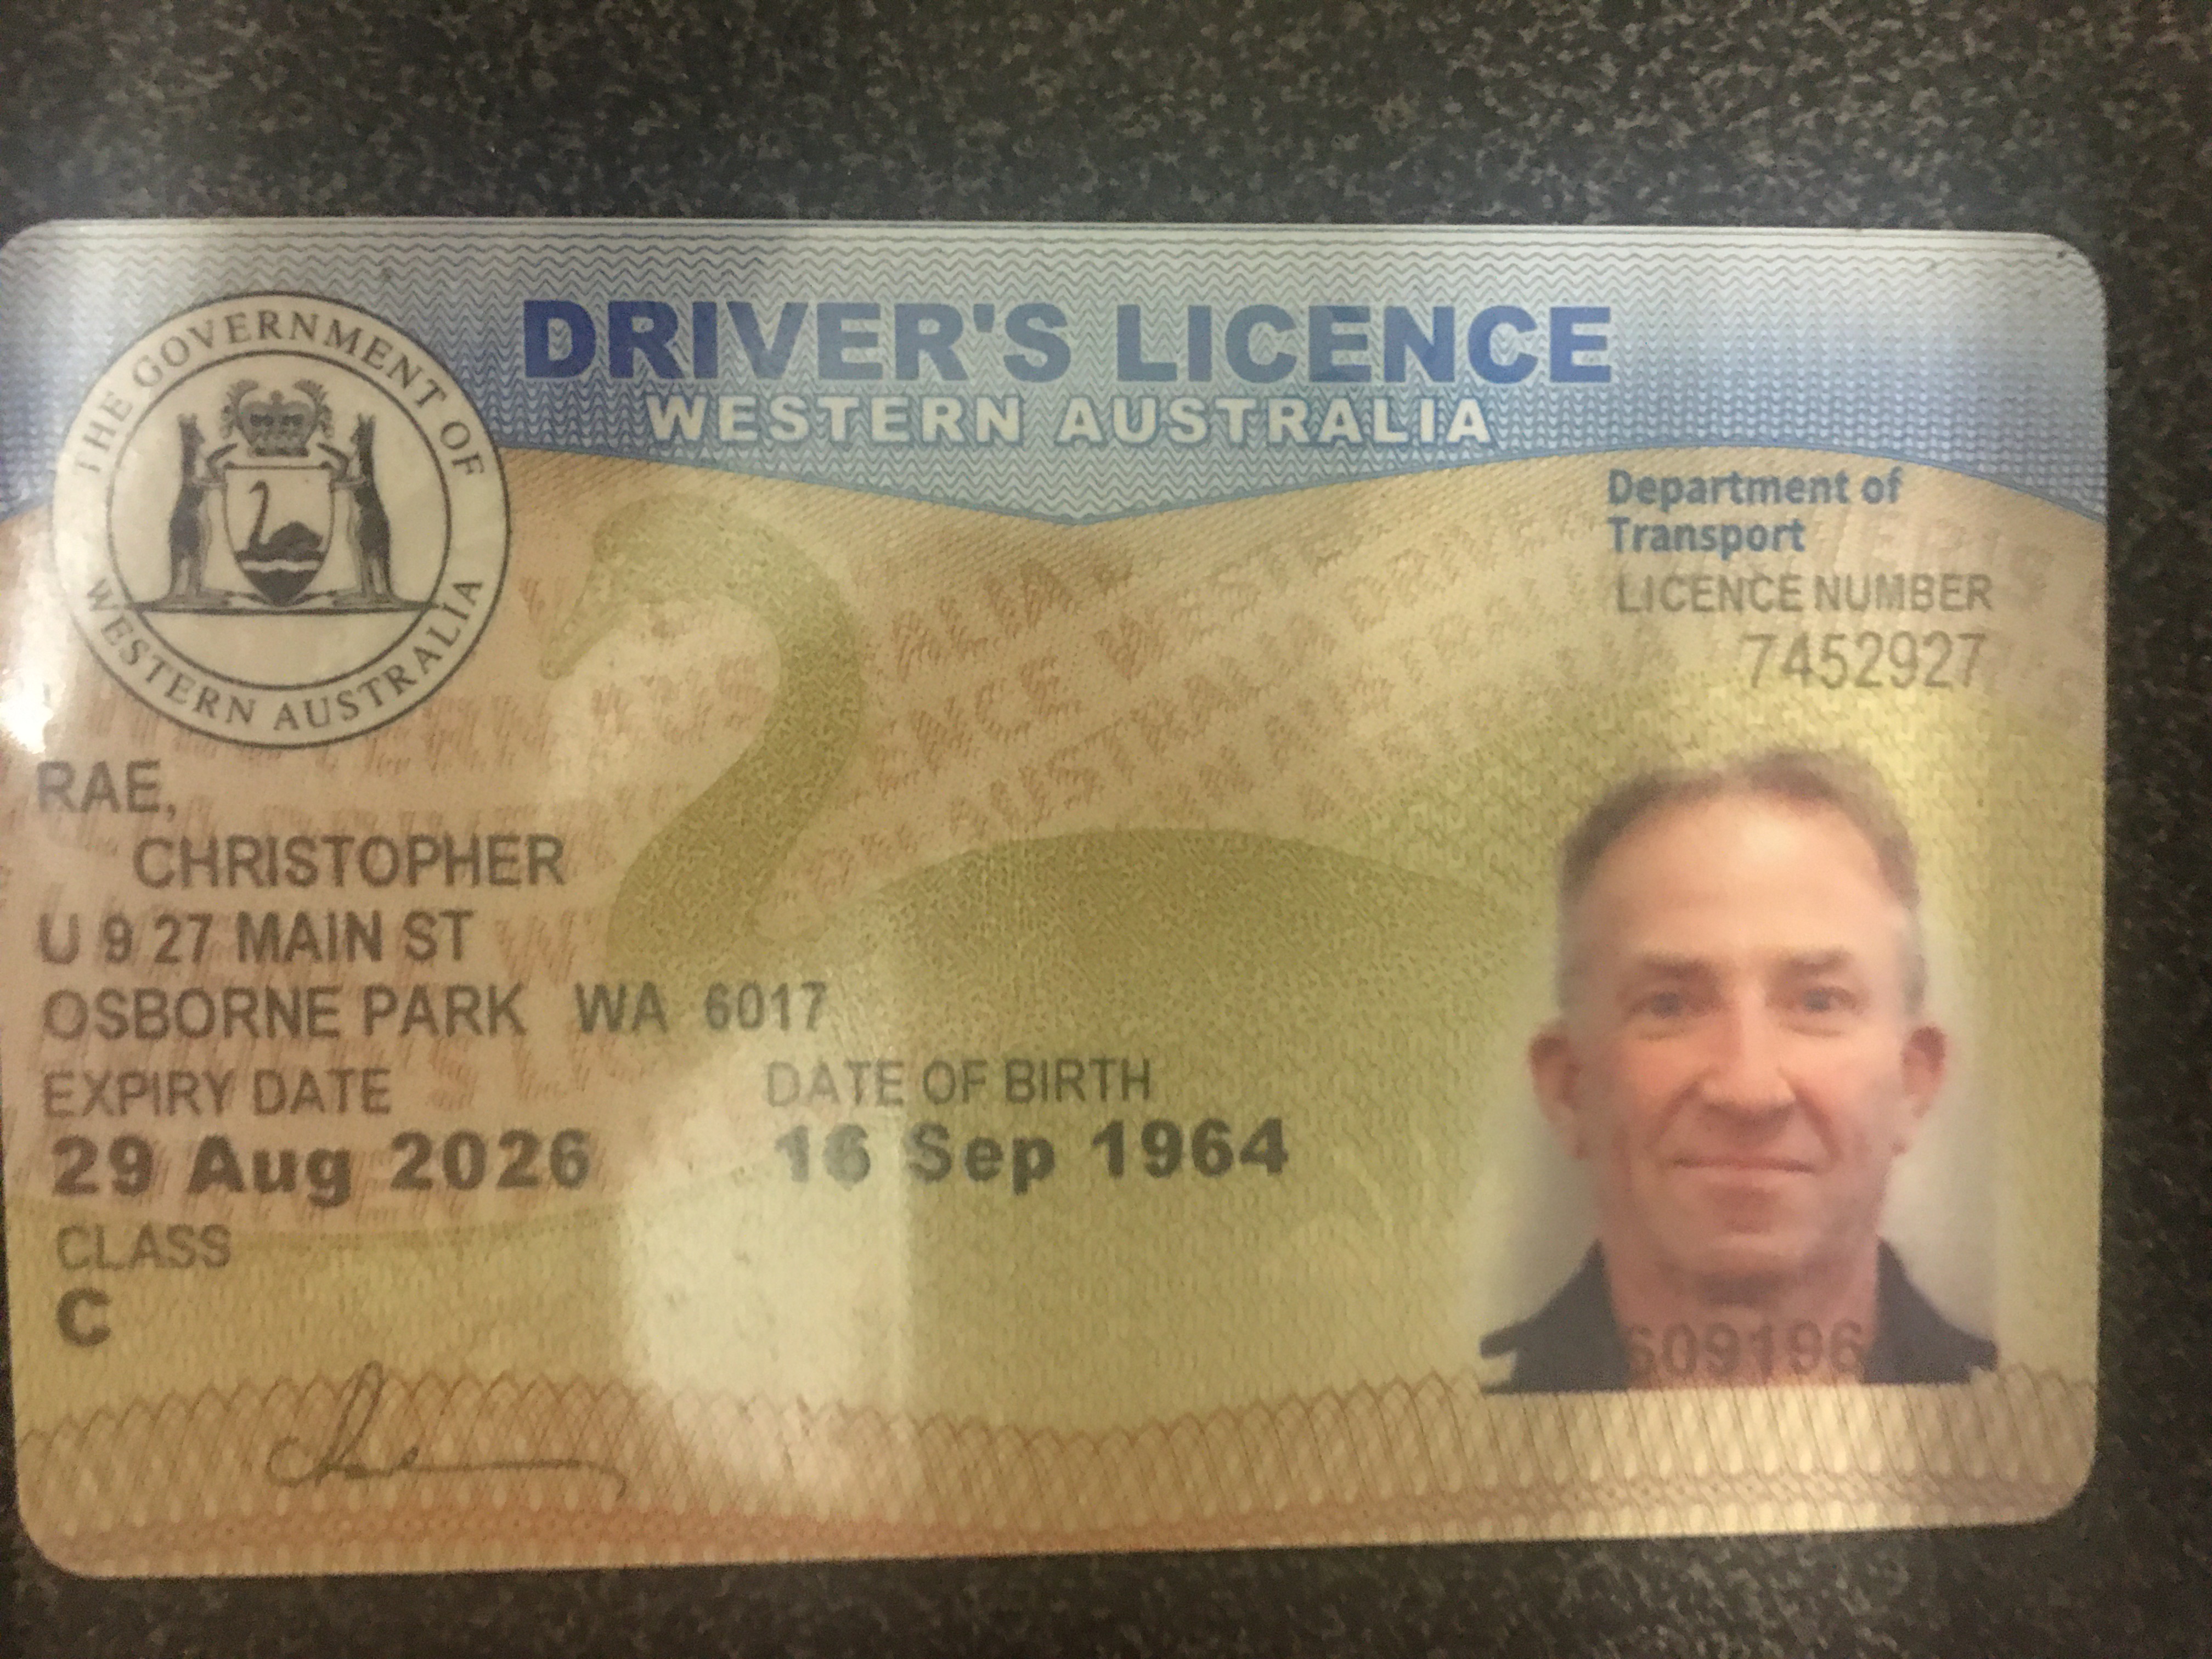 DRIVER'S LICENCE
WESTERN AUSTRALIA
THE GOVERNMENT OF
WESTERN AUSTRALIA
Department of
Transport
LICENCE NUMBER
7452927
RAE,
CHRISTOPHER
U 9 27 MAIN ST
OSBORNE PARK WA 6017
EXPIRY DATE DATE OF BIRTH
29 Aug 2026 16 Sep 1964
CLASS
C
S091196